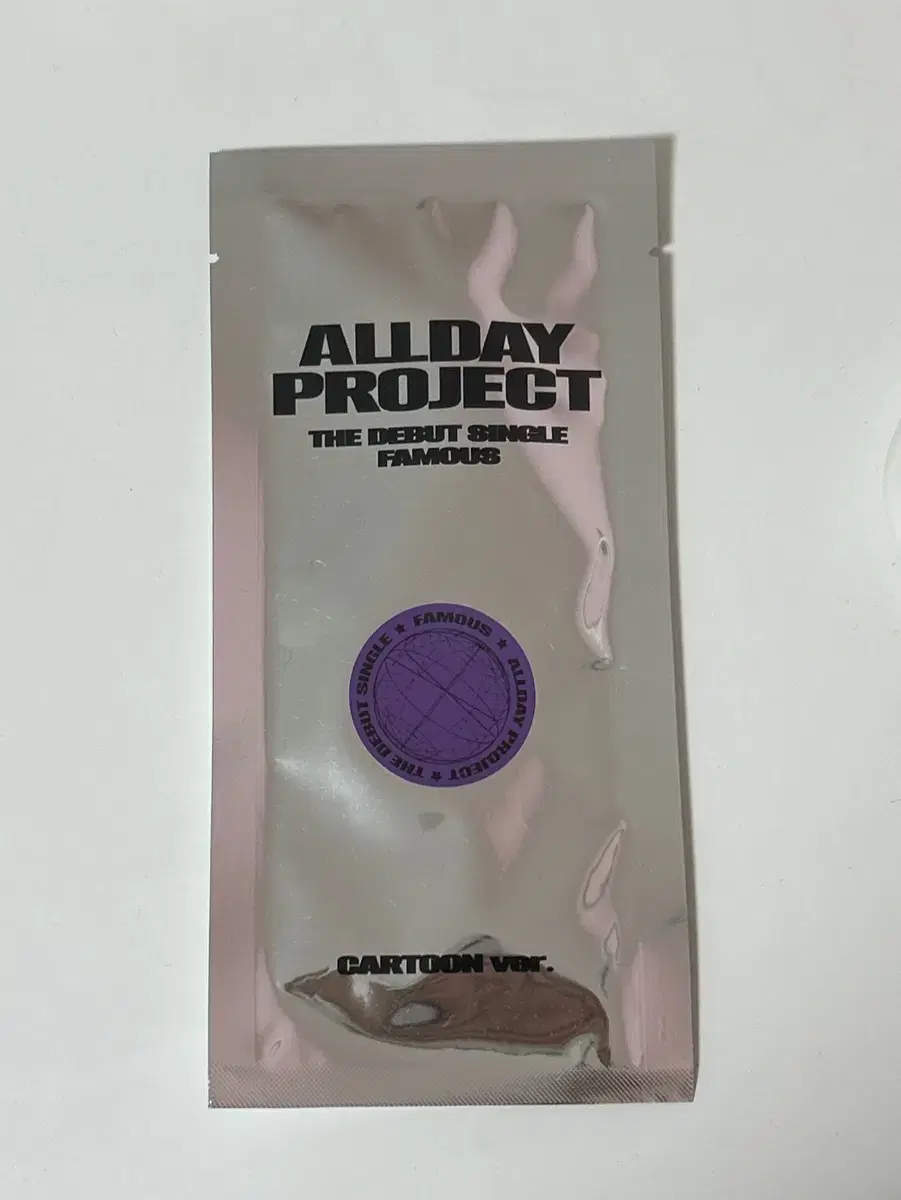 ALLDAY
PROJECT
THE DEBUT SINGLE
FAMOUS
★ FAMOUS ★ ALLDAY PROJECT ★ THE DEBUT SINGLE
CARTOON ver.